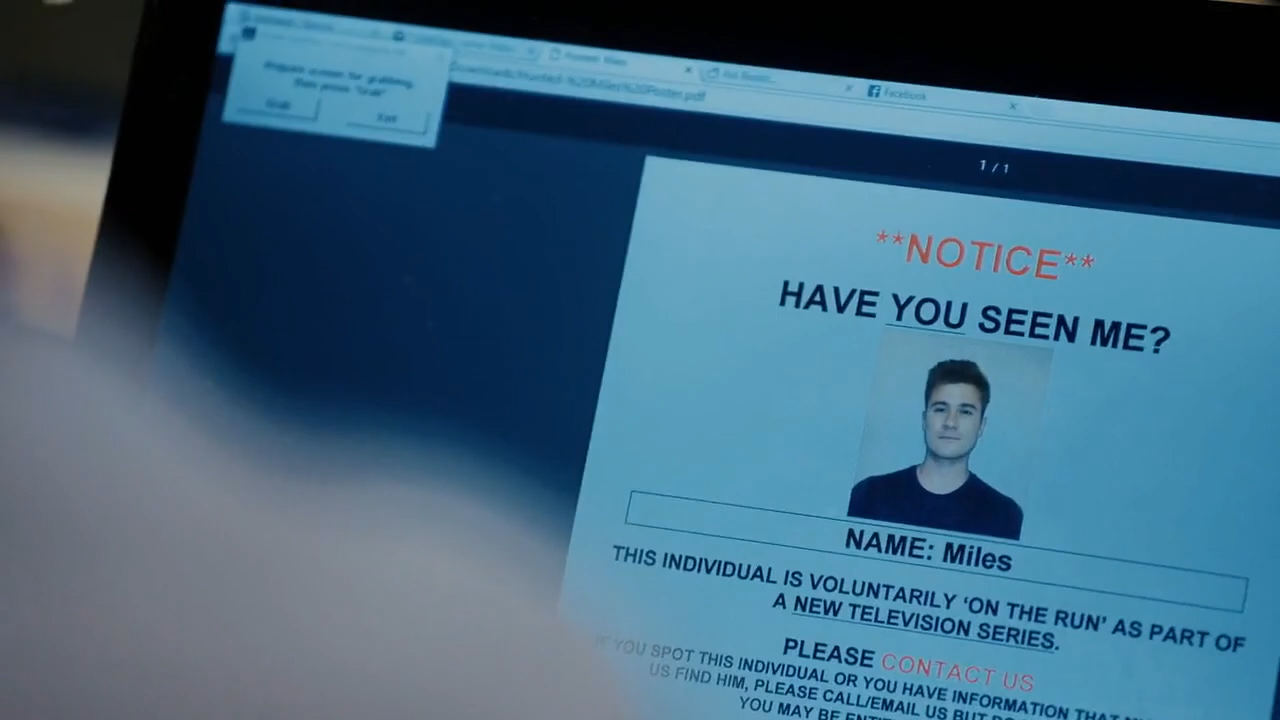 Facebook
1 / 1
**NOTICE**
HAVE YOU SEEN ME?
NAME: Miles
THIS INDIVIDUAL IS VOLUNTARILY ‘ON THE RUN’ AS PART OF
A NEW TELEVISION SERIES.
PLEASE CONTACT US
YOU SPOT THIS INDIVIDUAL OR YOU HAVE INFORMATION THAT
US FIND HIM, PLEASE CALL/EMAIL US BUT DO
YOU MAY BE